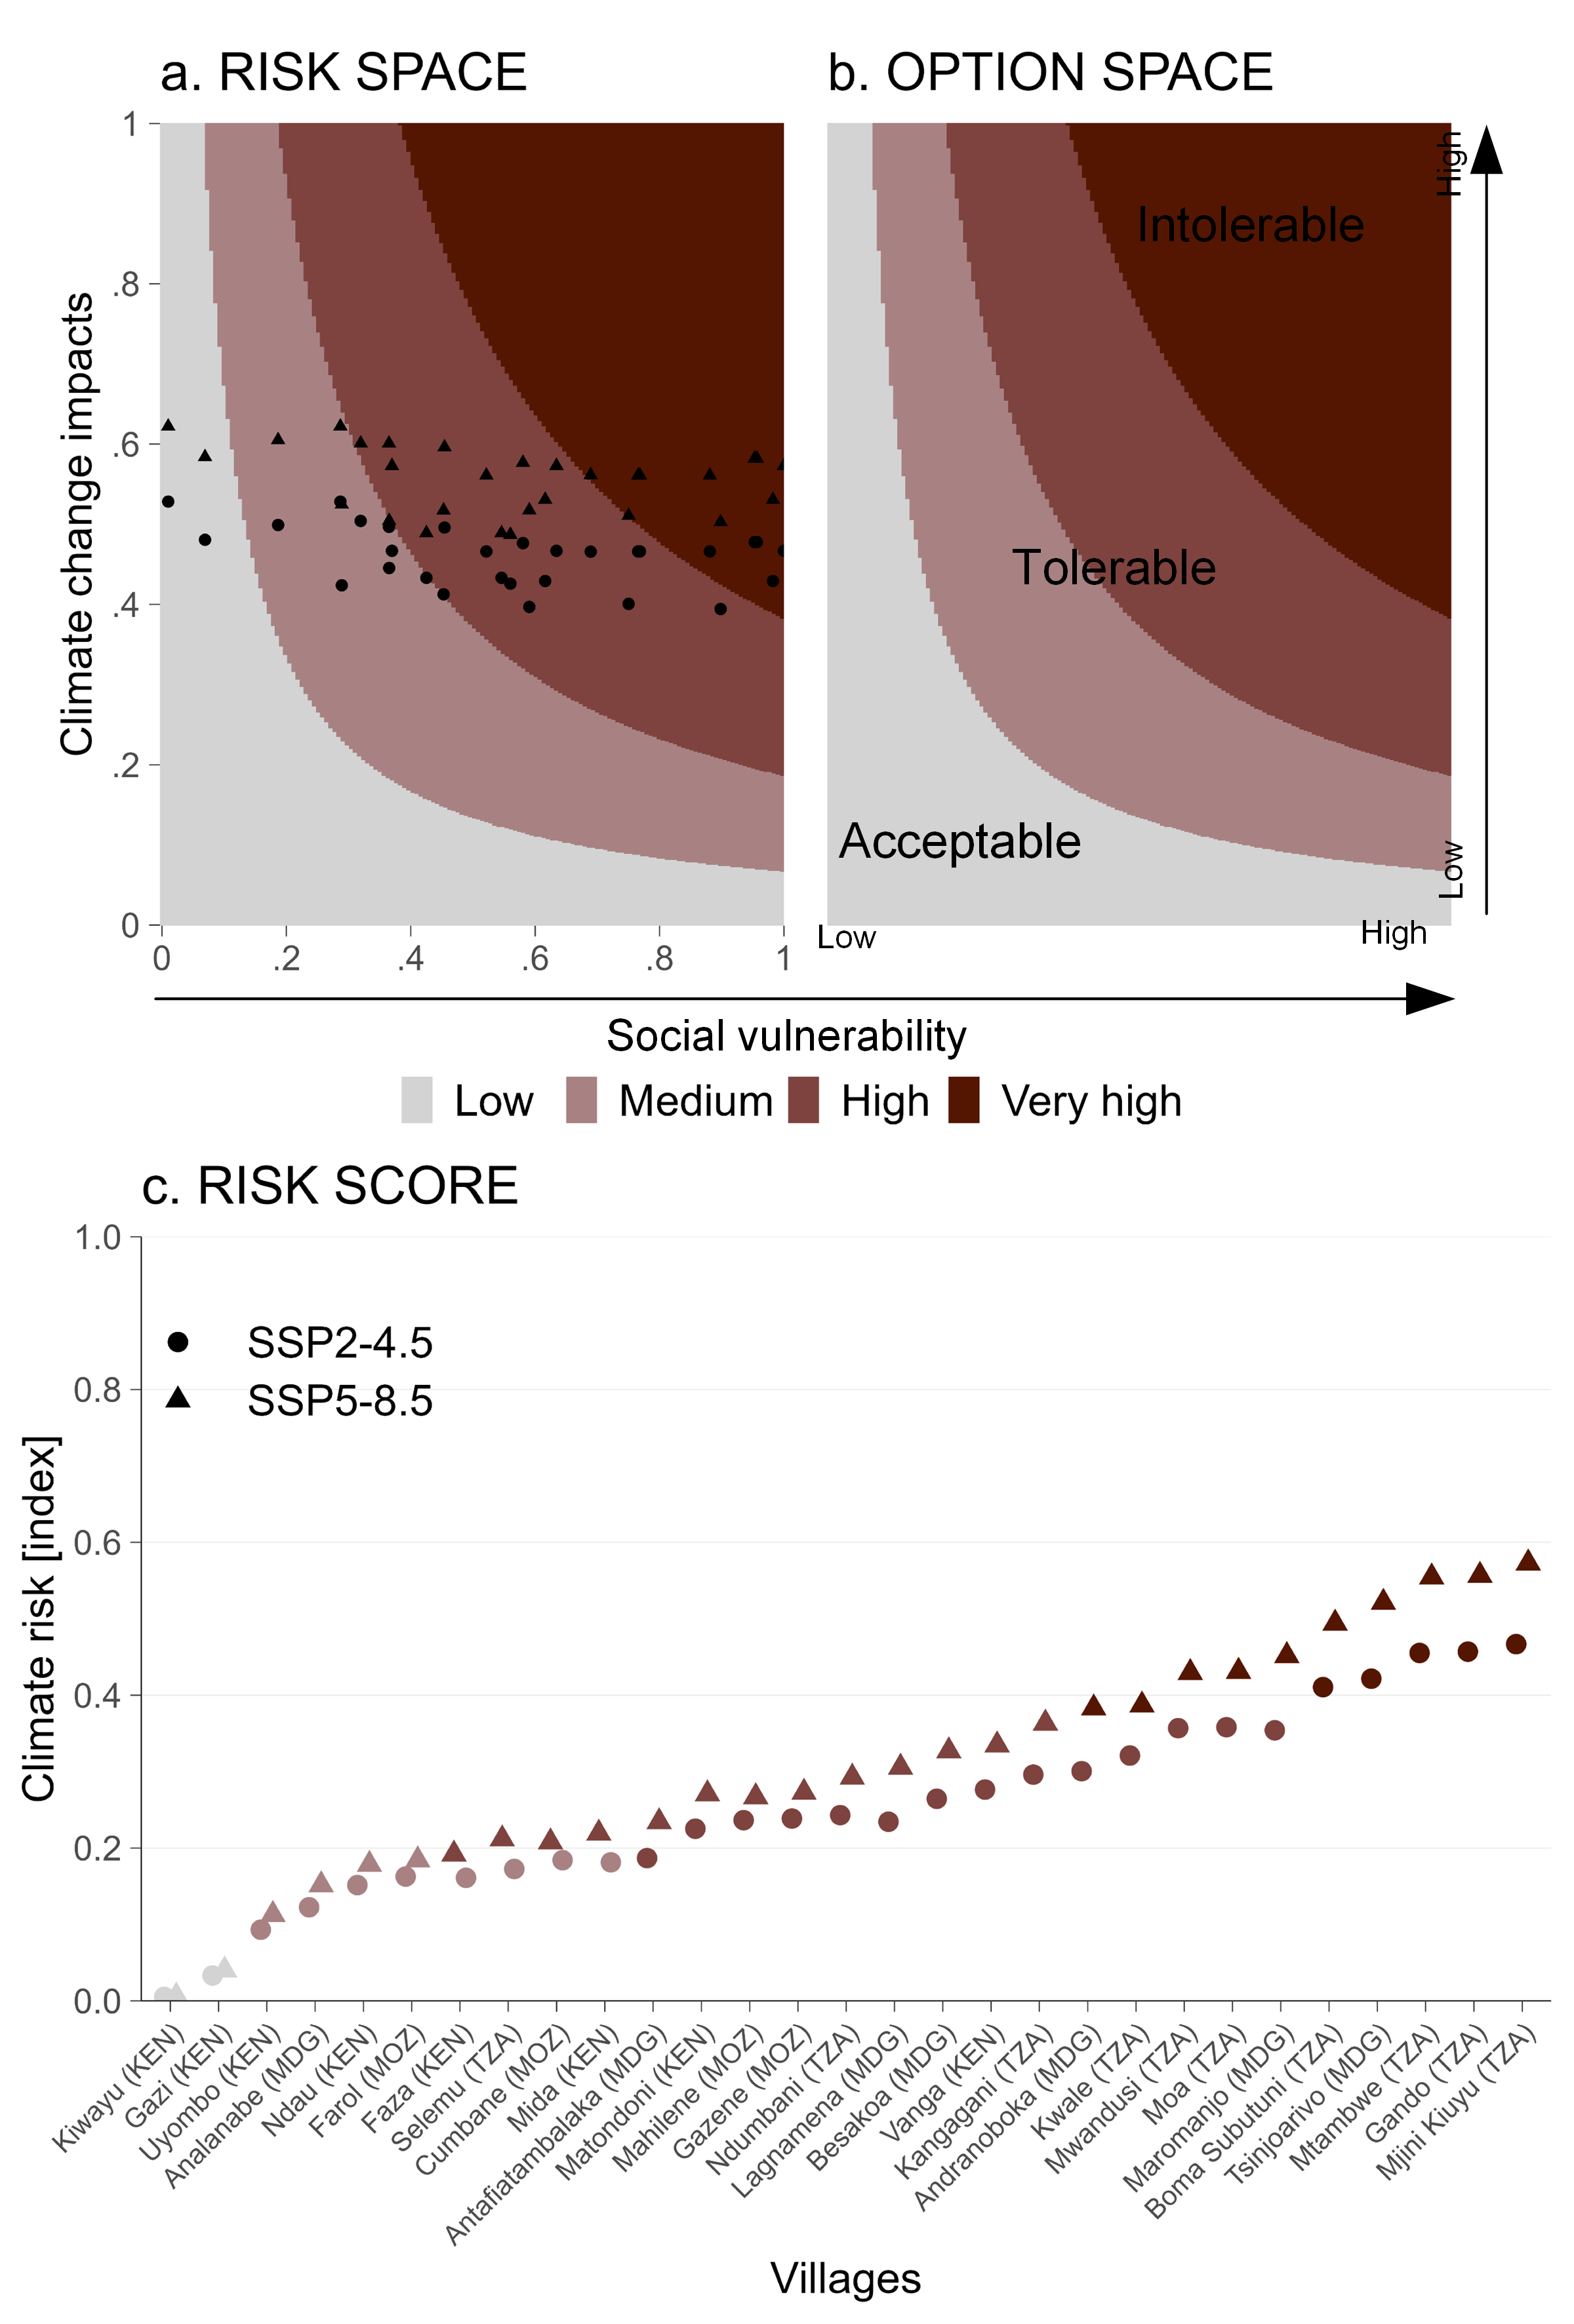 a. RISK SPACE
b. OPTION SPACE
Climate change impacts
1
.8
.6
.4
.2
0
0
.2
.4
.6
.8
1
High
Intolerable
Tolerable
Acceptable
Low
Low
High
Social vulnerability
Low
Medium
High
Very high
c. RISK SCORE
Climate risk [index]
1.0
0.8
0.6
0.4
0.2
0.0
SSP2-4.5
SSP5-8.5
Kiwayu (KEN)
Gazi (KEN)
Uyombo (KEN)
Analanabe (MDG)
Ndau (KEN)
Farol (MOZ)
Faza (KEN)
Selemu (TZA)
Cumbane (MOZ)
Mida (KEN)
Antafiatambalaka (MDG)
Matondoni (KEN)
Mahilene (MOZ)
Gazene (MOZ)
Ndumbani (TZA)
Lagnamena (MDG)
Besakoa (MDG)
Vanga (KEN)
Kangagani (TZA)
Andranoboka (MDG)
Kwale (TZA)
Mwandusi (TZA)
Moa (TZA)
Maromanjo (MDG)
Boma Subutuni (TZA)
Tsinjoarivo (MDG)
Mtambwe (TZA)
Gando (TZA)
Mjini Kiuyu (TZA)
Villages